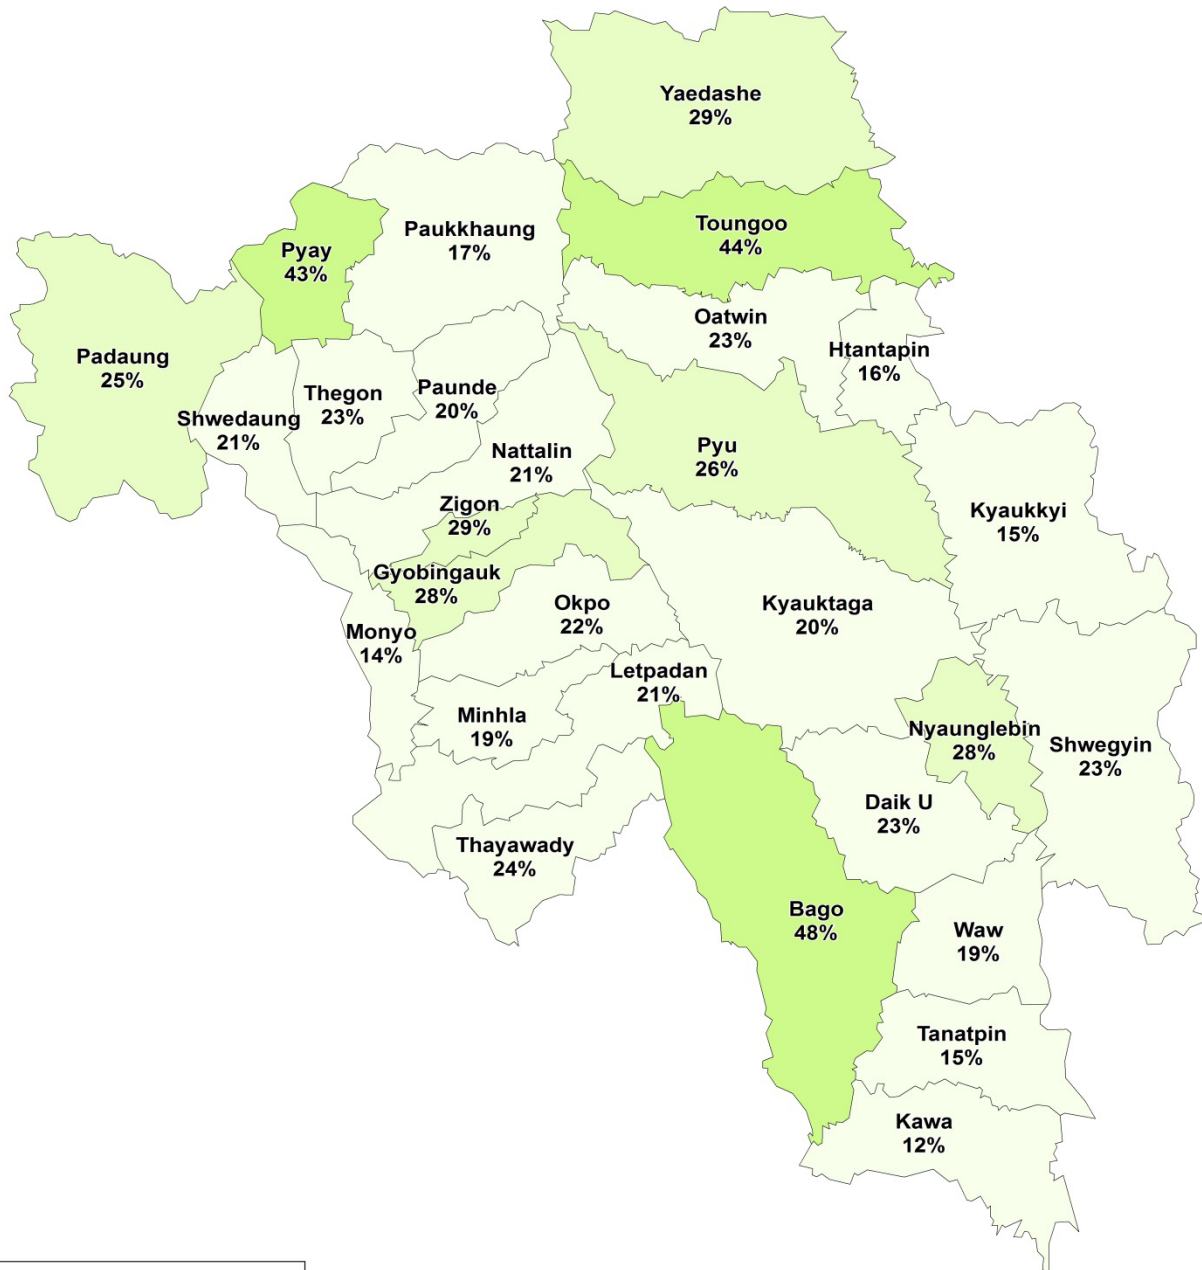 Yaedashe
29%
Toungoo
44%
Paukkhaung
17%
Pyay
43%
Oatwin
23%
Htantapin
16%
Padaung
25%
Thegon
23%
Paunde
20%
Shwedaung
21%
Nattalin
21%
Pyu
26%
Kyaukkyi
15%
Zigon
29%
Gyobingauk
28%
Okpo
22%
Kyauktaga
20%
Monyo
14%
Letpadan
21%
Minhla
19%
Nyaunglebin
28%
Shwegyin
23%
Daik U
23%
Thayawady
24%
Bago
48%
Waw
19%
Tanatpin
15%
Kawa
12%